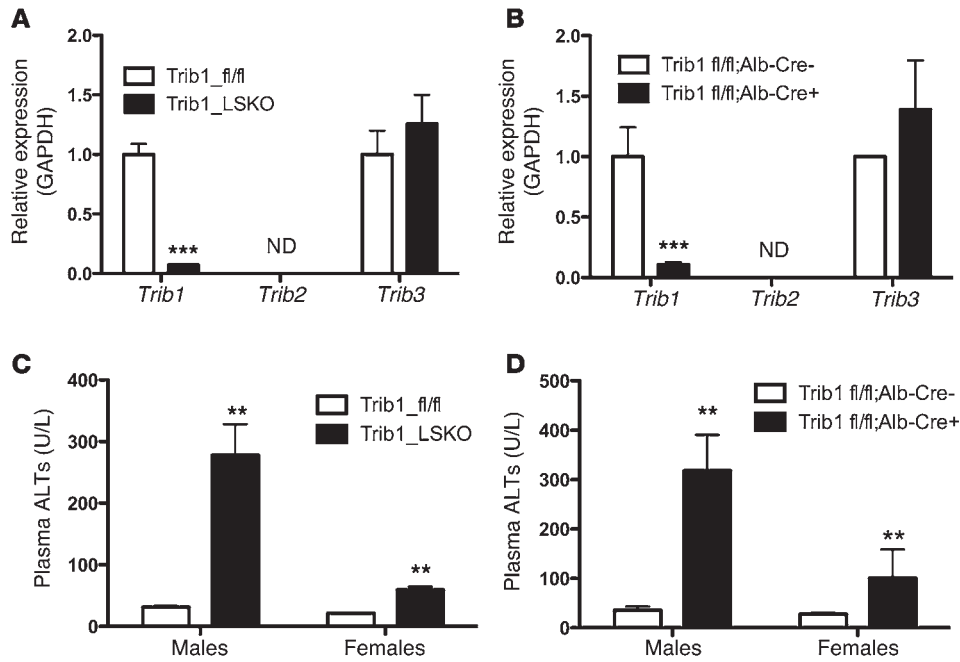 A
Relative expression
(GAPDH)
2.0
1.5
1.0
0.5
0.0
Trib1_fl/fl
Trib1_LSKO
***
ND
Trib1
Trib2
Trib3
B
Relative expression
(GAPDH)
2.0
1.5
1.0
0.5
0.0
Trib1 fl/fl;Alb-Cre-
Trib1 fl/fl;Alb-Cre+
***
ND
Trib1
Trib2
Trib3
C
Plasma ALTs (U/L)
400
300
200
100
0
Trib1_fl/fl
Trib1_LSKO
**
**
Males
Females
D
Plasma ALTs (U/L)
500
400
300
200
100
0
Trib1 fl/fl;Alb-Cre-
Trib1 fl/fl;Alb-Cre+
**
**
Males
Females